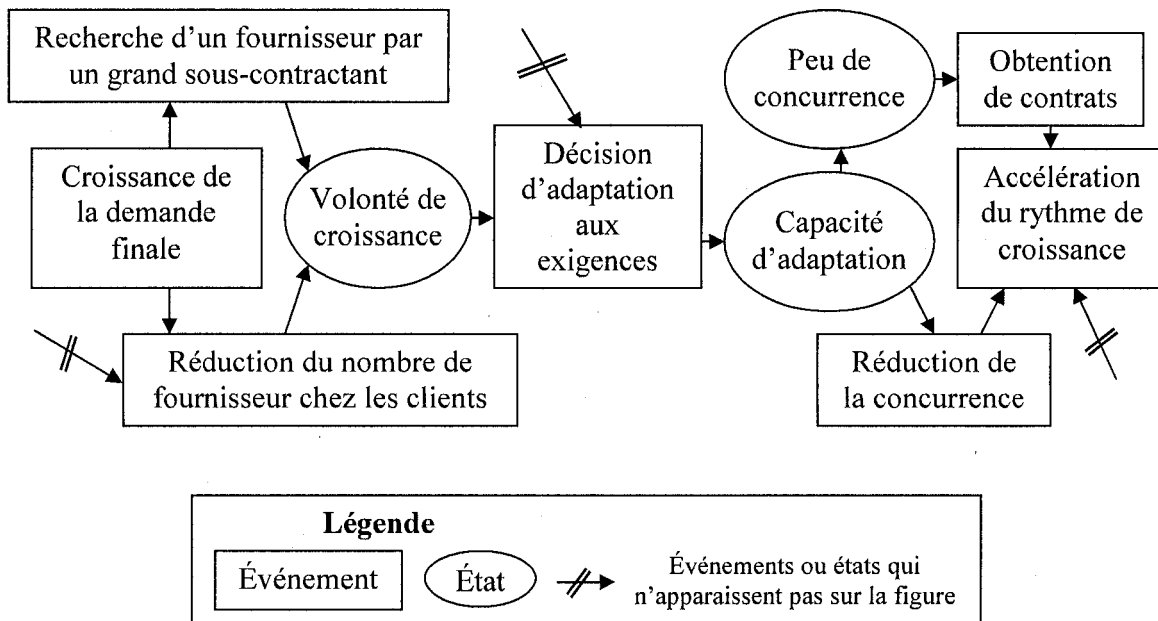 Recherche d'un fournisseur par
un grand sous-contractant
Croissance de
la demande
finale
Réduction du nombre de
fournisseur chez les clients
Volonté de
croissance
Décision
d'adaptation
aux
exigences
Capacité
d'adaptation
Peu de
concurrence
Obtention
de contrats
Accélération
du rythme de
croissance
Réduction de
la concurrence
Légende
Événement
État
Événements ou états qui
n'apparaissent pas sur la figure